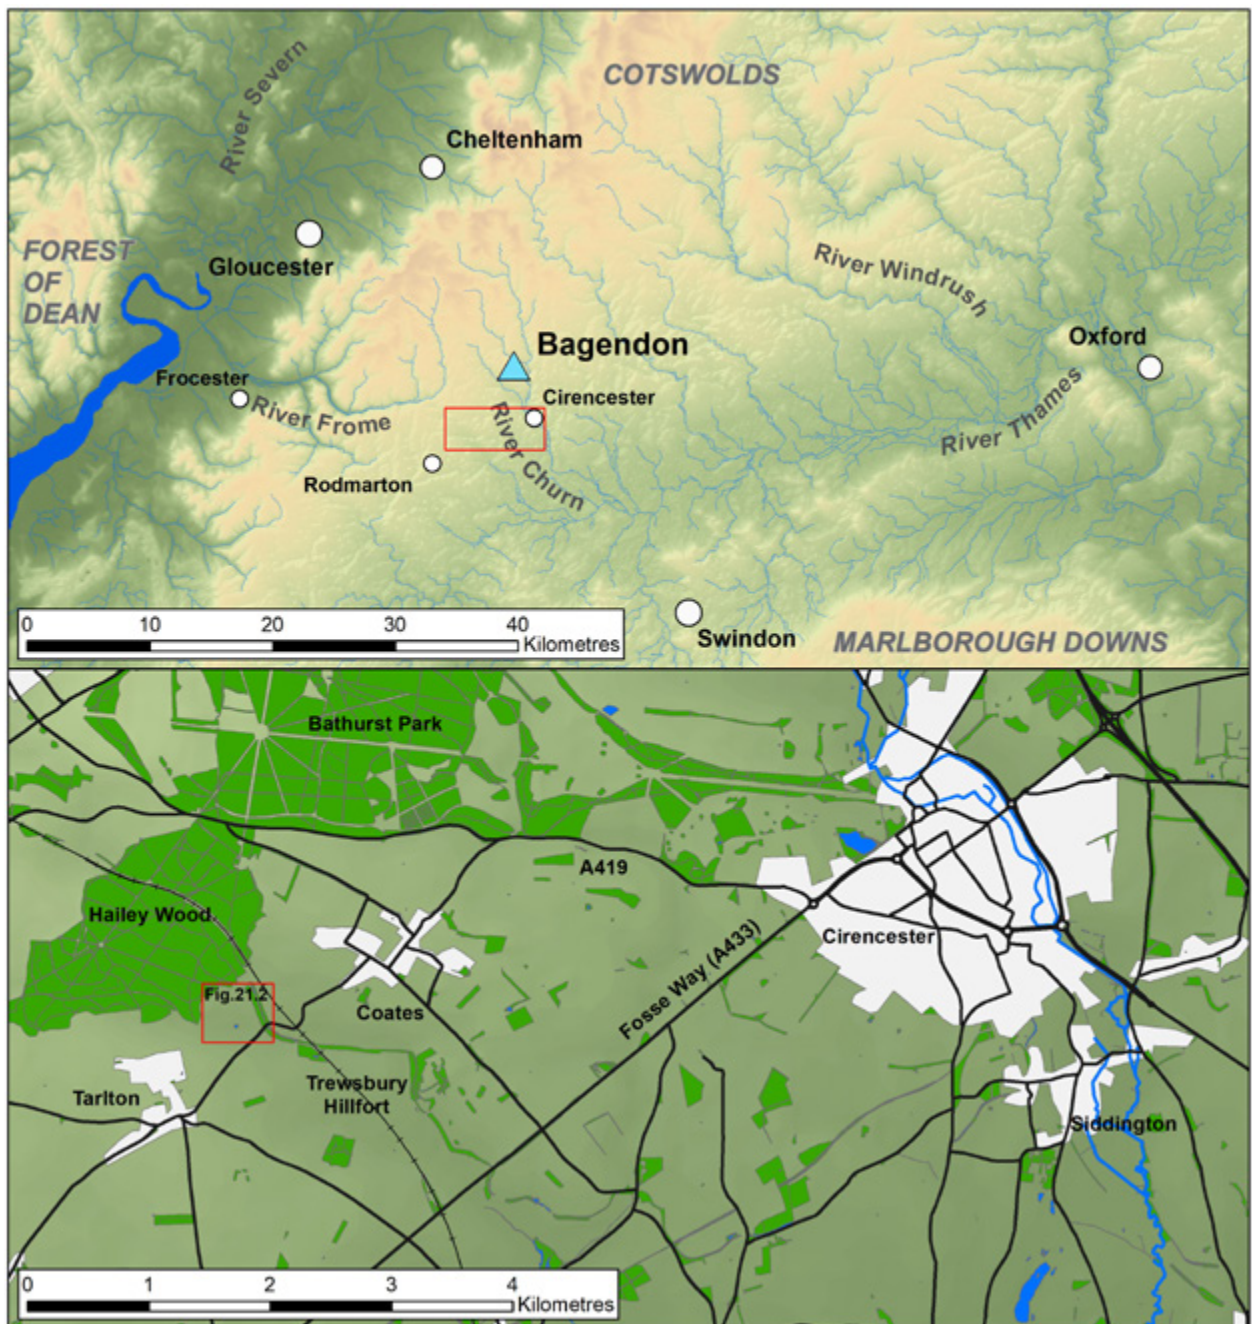 COTSWOLDS
River Severn
Cheltenham
FOREST
OF
DEAN
Gloucester
River Windrush
Oxford
Bagendon
Frocester
River Frome
Cirencester
River Churn
River Thames
Rodmarton
0 10 20 30 40
Kilometres
Swindon
MARLBOROUGH DOWNS
Bathurst Park
A419
Hailey Wood
Cirencester
Fosse Way (A433)
Fig.21.2
Coates
Trewsbury
Hillfort
Tarlton
Siddington
0 1 2 3 4
Kilometres